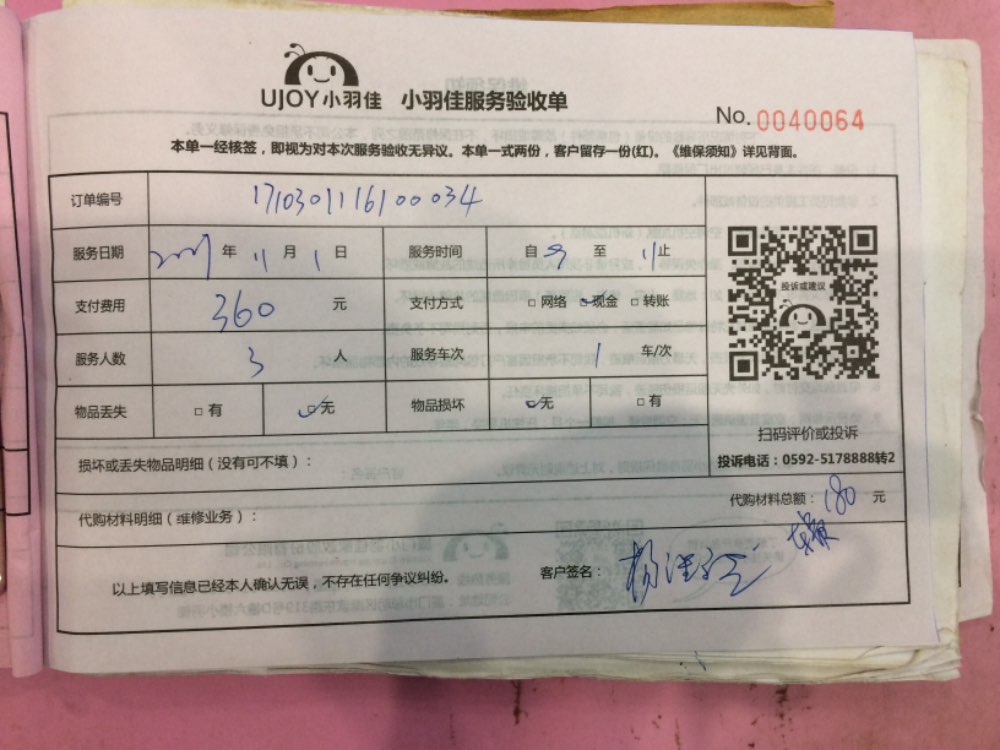 UJOY小羽佳 小羽佳服务验收单
No.0040064
本单一经核签，即视为对本次服务验收无异议。本单一式两份，客户留存一份(红)。《维保须知》详见背面。
订单编号 1710301116100034
服务日期 年 11 月 1 日 服务时间 自 至 11 止
支付费用 360 元 支付方式 □网络 □现金 □转账
服务人数 3 人 服务车次 1 车/次
物品丢失 □有 □无 物品损坏 □无 □有
投诉或建议
扫码评价或投诉
投诉电话：0592-5178888转2
损坏或丢失物品明细（没有可不填）：
代购材料明细（维修业务）：
代购材料总额：180 元
以上填写信息已经本人确认无误，不存在任何争议纠纷。
客户签名：